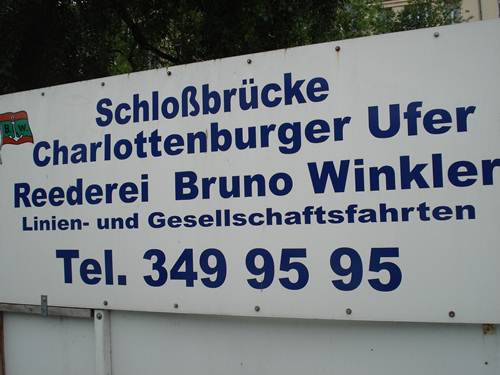 Schloßbrücke
Charlottenburger Ufer
B W
Reederei Bruno Winkler
Linien- und Gesellschaftsfahrten
Tel. 349 95 95